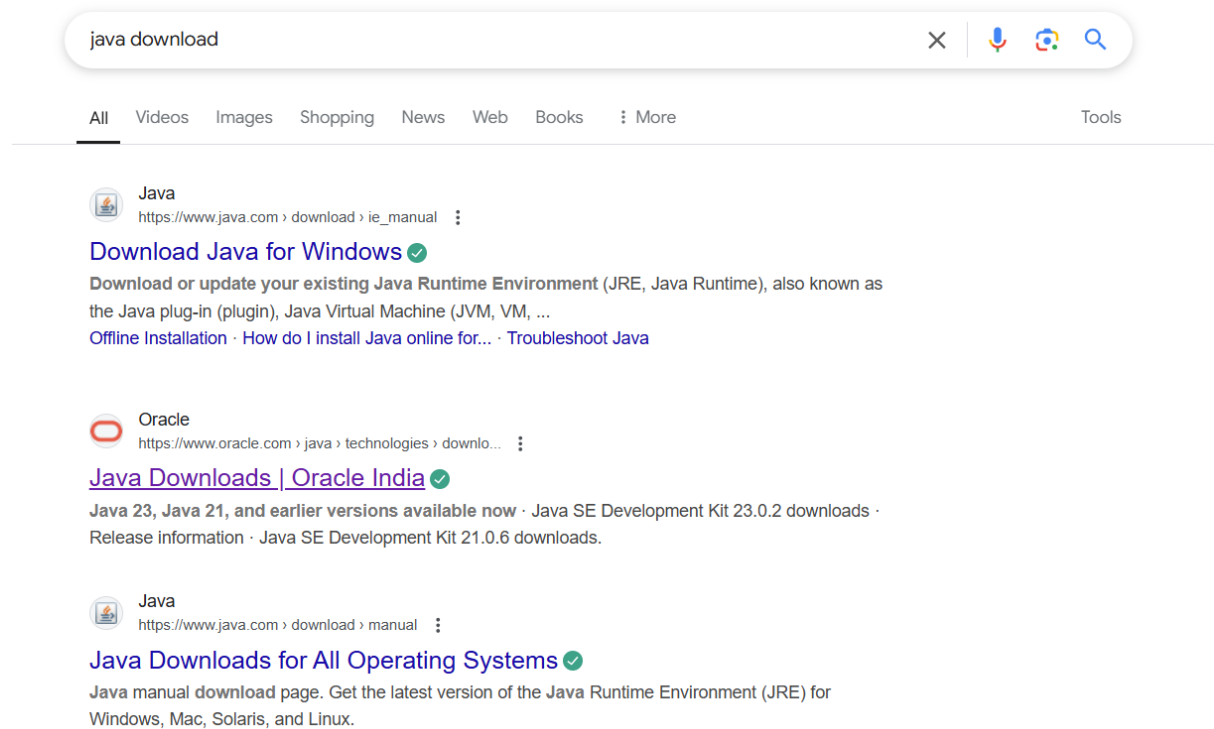 java download
All Videos Images Shopping News Web Books More Tools
Java
https://www.java.com › download › ie_manual
Download Java for Windows
Download or update your existing Java Runtime Environment (JRE, Java Runtime), also known as
the Java plug-in (plugin), Java Virtual Machine (JVM, VM, ...
Offline Installation · How do I install Java online for... · Troubleshoot Java
Oracle
https://www.oracle.com › java › technologies › downlo...
Java Downloads | Oracle India
Java 23, Java 21, and earlier versions available now · Java SE Development Kit 23.0.2 downloads ·
Release information · Java SE Development Kit 21.0.6 downloads.
Java
https://www.java.com › download › manual
Java Downloads for All Operating Systems
Java manual download page. Get the latest version of the Java Runtime Environment (JRE) for
Windows, Mac, Solaris, and Linux.